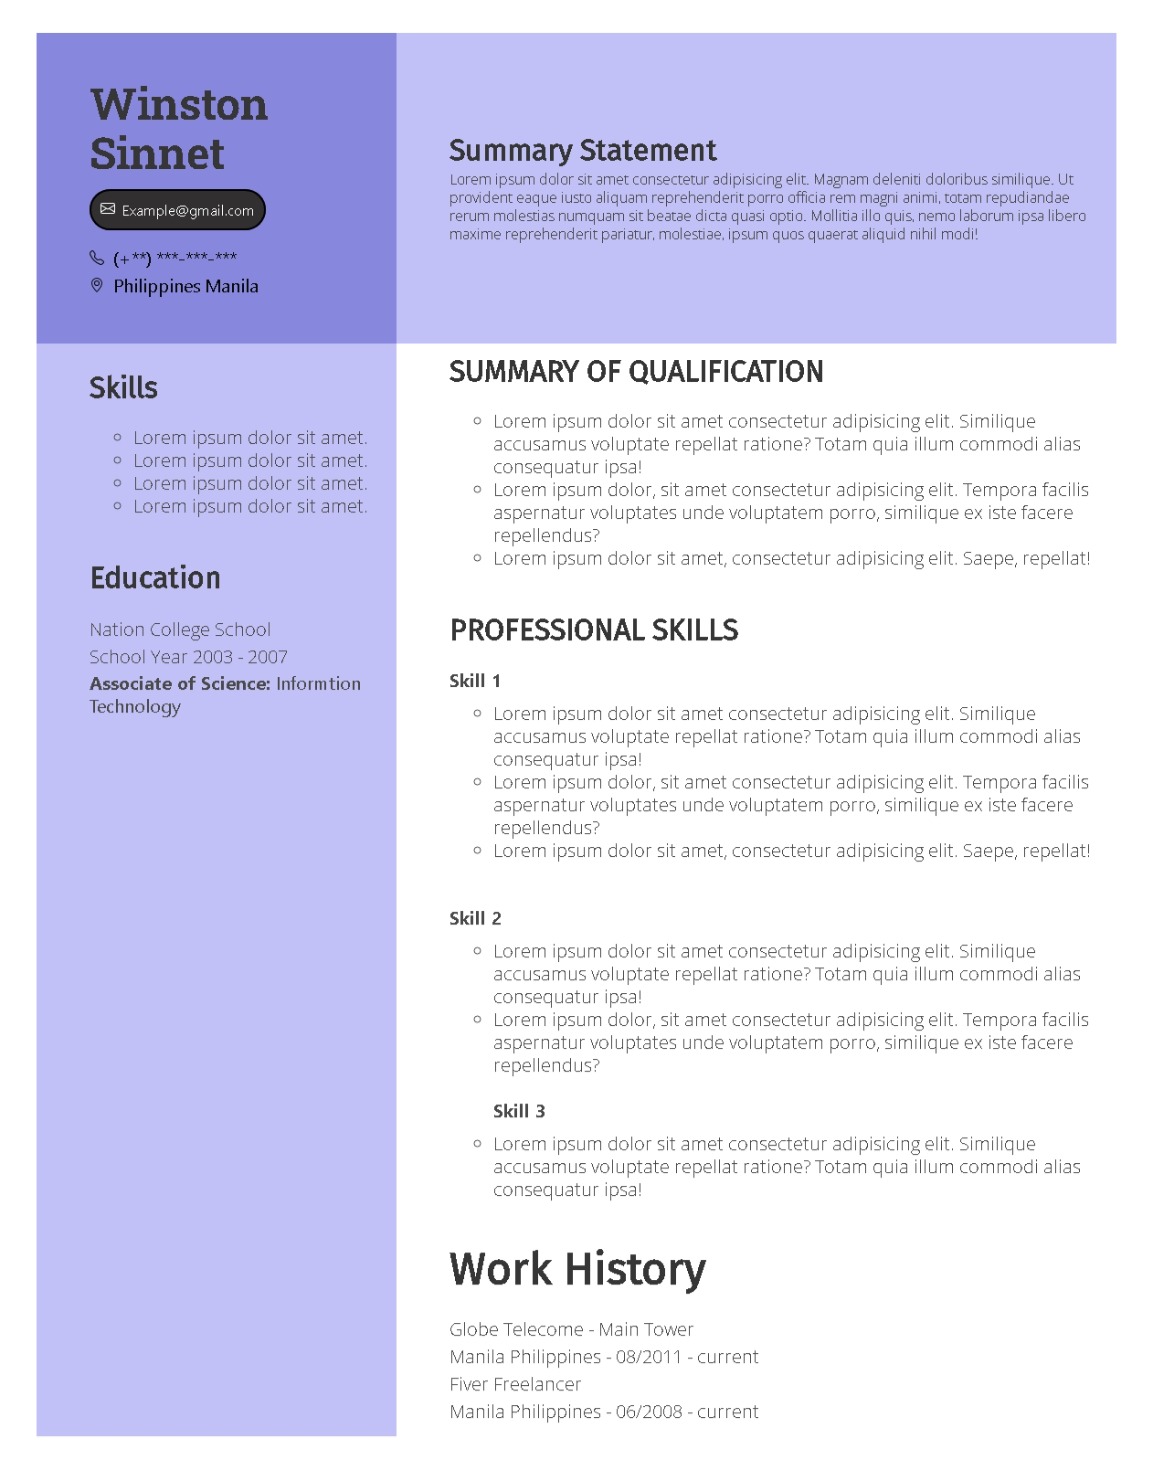 Winston
Sinnet
Example@gmail.com
(+**) ***-***-***
Philippines Manila
Summary Statement
Lorem ipsum dolor sit amet consectetur adipisicing elit. Magnam deleniti doloribus similique. Ut
provident eaque iusto aliquam reprehenderit porro officia rem magni animi, totam repudiandae
rerum molestias numquam sit beatae dicta quasi optio. Mollitia illo quis, nemo laborum ipsa libero
maxime reprehenderit pariatur, molestiae, ipsum quos quaerat aliquid nihil modi!
Skills
Lorem ipsum dolor sit amet.
Lorem ipsum dolor sit amet.
Lorem ipsum dolor sit amet.
Lorem ipsum dolor sit amet.
Education
Nation College School
School Year 2003 - 2007
Associate of Science: Informtion
Technology
SUMMARY OF QUALIFICATION
Lorem ipsum dolor sit amet consectetur adipisicing elit. Similique
accusamus voluptate repellat ratione? Totam quia illum commodi alias
consequatur ipsa!
Lorem ipsum dolor, sit amet consectetur adipisicing elit. Tempora facilis
aspernatur voluptates unde voluptatem porro, similique ex iste facere
repellendus?
Lorem ipsum dolor sit amet, consectetur adipisicing elit. Saepe, repellat!
PROFESSIONAL SKILLS
Skill 1
Lorem ipsum dolor sit amet consectetur adipisicing elit. Similique
accusamus voluptate repellat ratione? Totam quia illum commodi alias
consequatur ipsa!
Lorem ipsum dolor, sit amet consectetur adipisicing elit. Tempora facilis
aspernatur voluptates unde voluptatem porro, similique ex iste facere
repellendus?
Lorem ipsum dolor sit amet, consectetur adipisicing elit. Saepe, repellat!
Skill 2
Lorem ipsum dolor sit amet consectetur adipisicing elit. Similique
accusamus voluptate repellat ratione? Totam quia illum commodi alias
consequatur ipsa!
Lorem ipsum dolor, sit amet consectetur adipisicing elit. Tempora facilis
aspernatur voluptates unde voluptatem porro, similique ex iste facere
repellendus?
Skill 3
Lorem ipsum dolor sit amet consectetur adipisicing elit. Similique
accusamus voluptate repellat ratione? Totam quia illum commodi alias
consequatur ipsa!
Work History
Globe Telecome - Main Tower
Manila Philippines - 08/2011 - current
Fiver Freelancer
Manila Philippines - 06/2008 - current